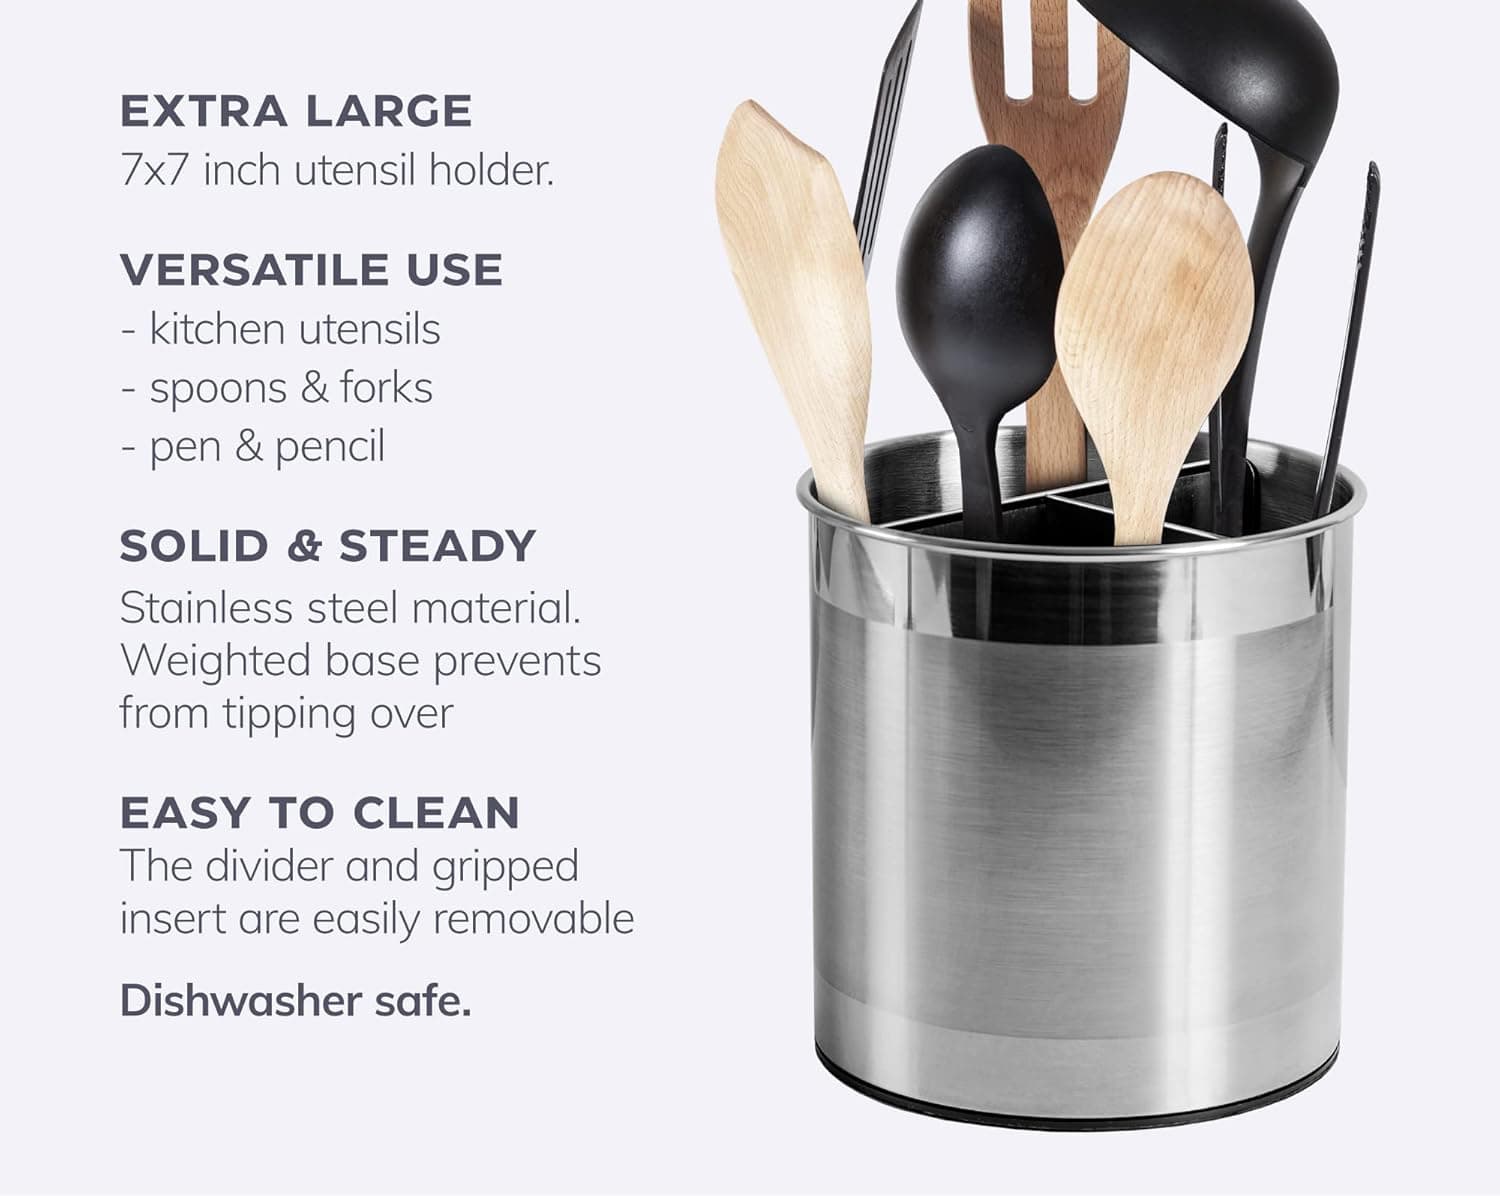 EXTRA LARGE
7x7 inch utensil holder.
VERSATILE USE
- kitchen utensils
- spoons & forks
- pen & pencil
SOLID & STEADY
Stainless steel material.
Weighted base prevents
from tipping over
EASY TO CLEAN
The divider and gripped
insert are easily removable
Dishwasher safe.